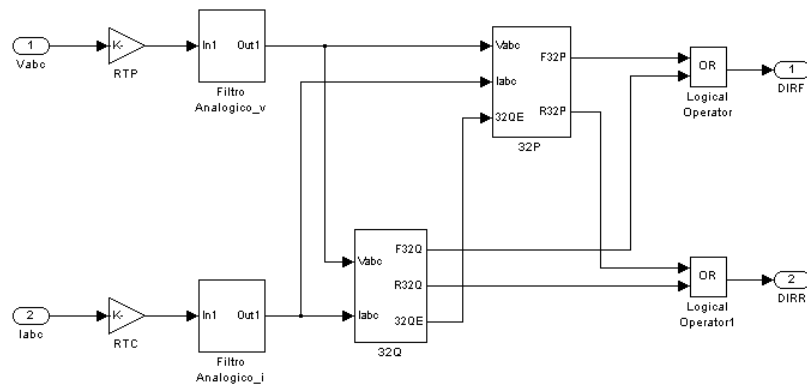 1
Vabc
K-
RTP
In1
Out1
Filtro
Analogico_v
Vabc
Iabc
32QE
F32P
R32P
32P
OR
Logical
Operator
1
DIRF
2
Iabc
K-
RTC
In1
Out1
Filtro
Analogico_i
Vabc
Iabc
F32Q
R32Q
32QE
32Q
OR
Logical
Operator1
2
DIRR